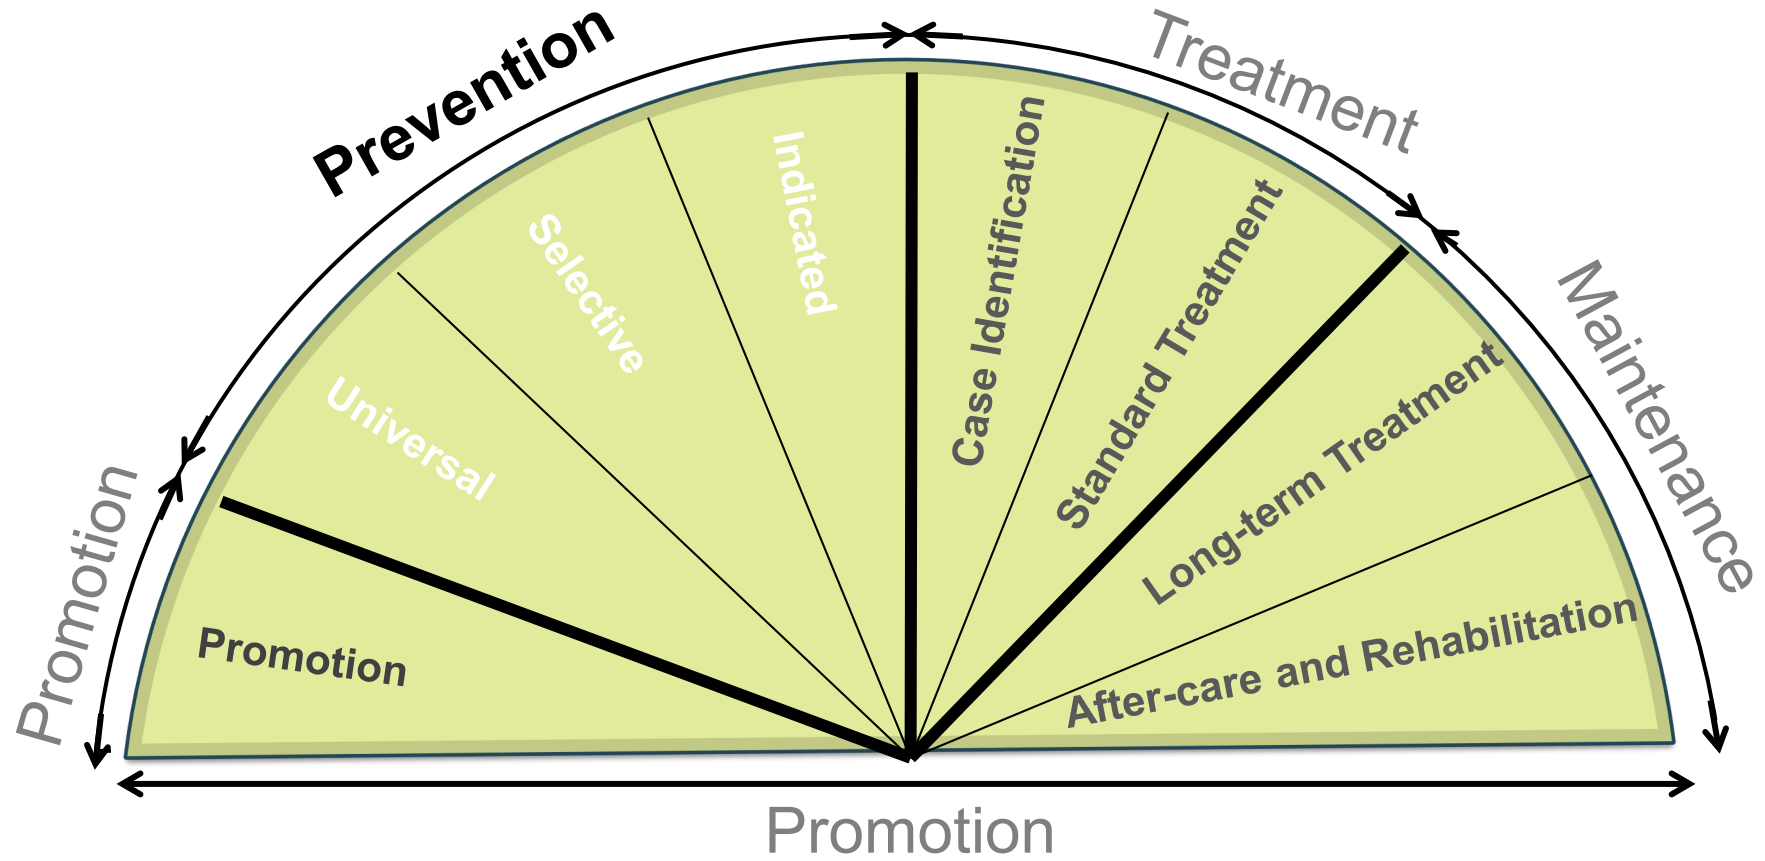 Prevention
Treatment
Maintenance
Promotion
Promotion
Universal
Selective
Indicated
Case Identification
Standard Treatment
Long-term Treatment
After-care and Rehabilitation
Promotion